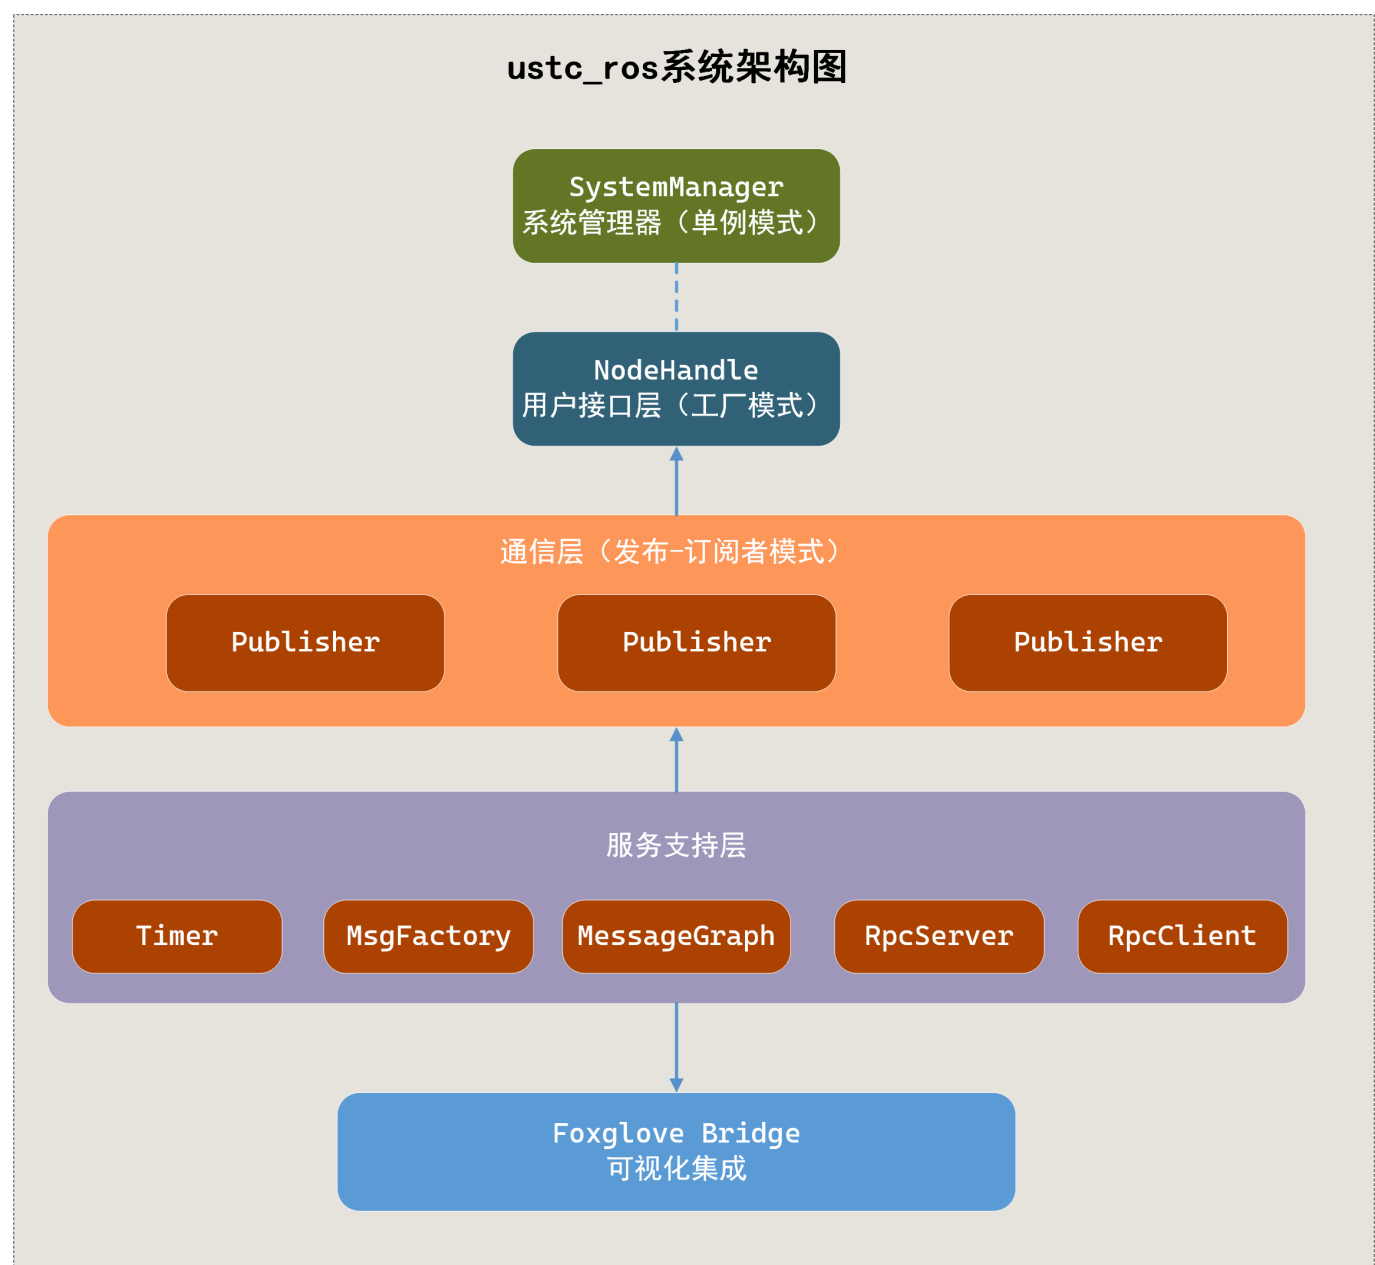 ustc_ros系统架构图
SystemManager
系统管理器（单例模式）
NodeHandle
用户接口层（工厂模式）
通信层（发布-订阅者模式）
Publisher
Publisher
Publisher
服务支持层
Timer
MsgFactory
MessageGraph
RpcServer
RpcClient
Foxglove Bridge
可视化集成